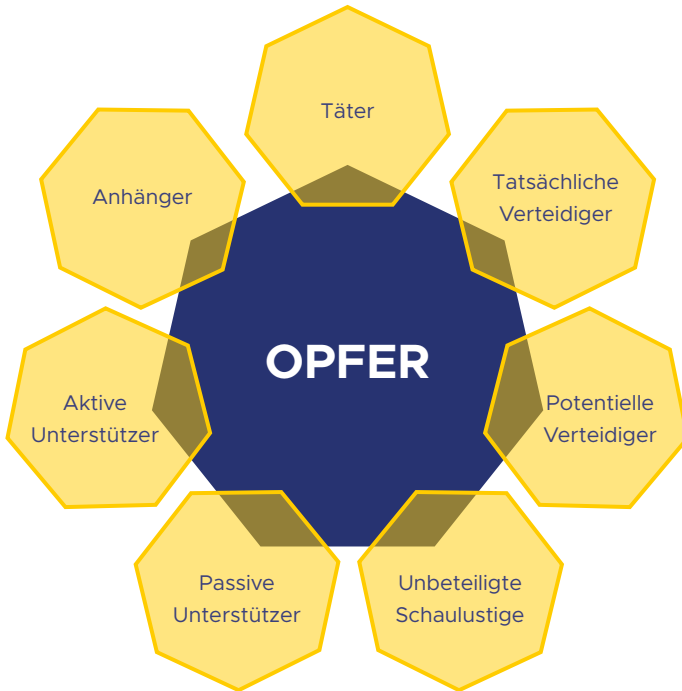 Täter
Anhänger
Tatsächliche
Verteidiger
OPFER
Aktive
Unterstützer
Potentielle
Verteidiger
Passive
Unterstützer
Unbeteiligte
Schaulustige